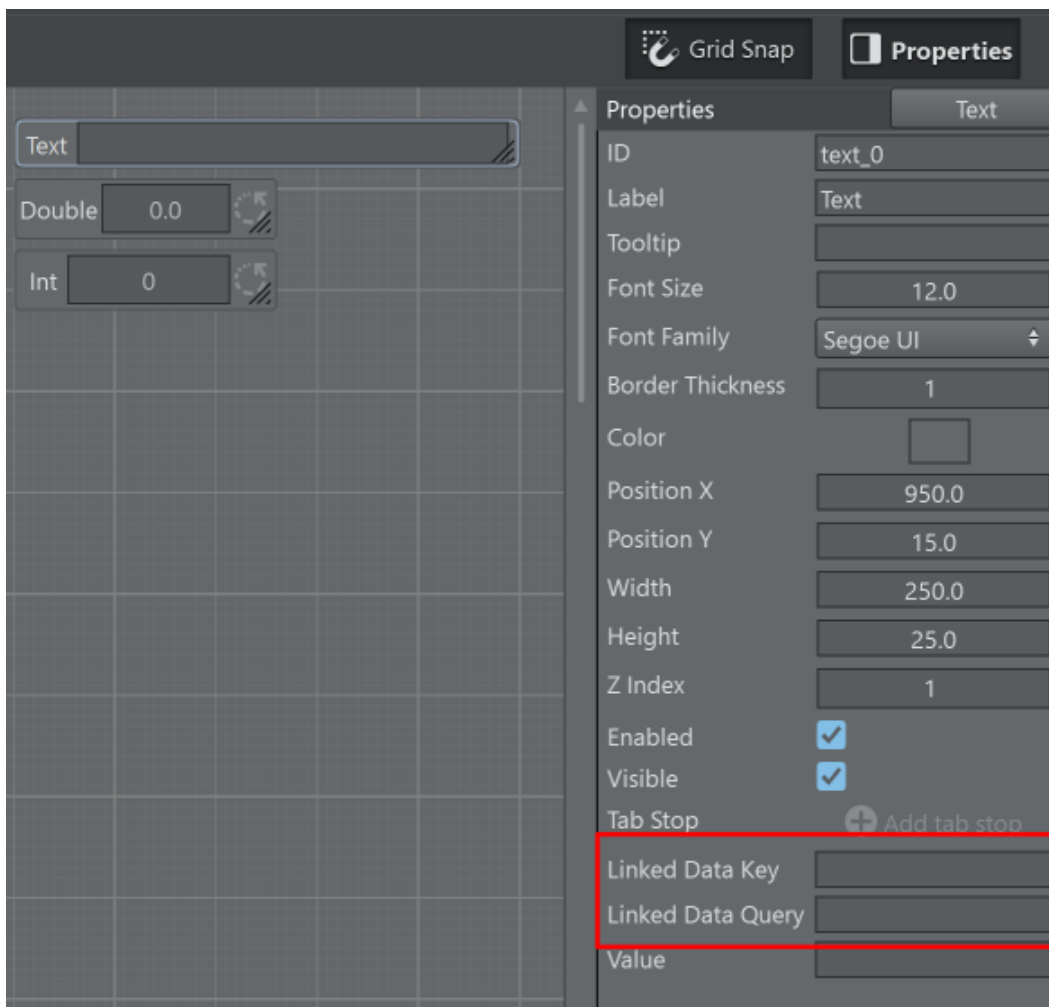 Grid Snap
Properties
Text
Double 0.0
Int 0
Properties Text
ID text_0
Label Text
Tooltip
Font Size 12.0
Font Family Segoe UI
Border Thickness 1
Color
Position X 950.0
Position Y 15.0
Width 250.0
Height 25.0
Z Index 1
Enabled
Visible
Tab Stop Add tab stop
Linked Data Key
Linked Data Query
Value